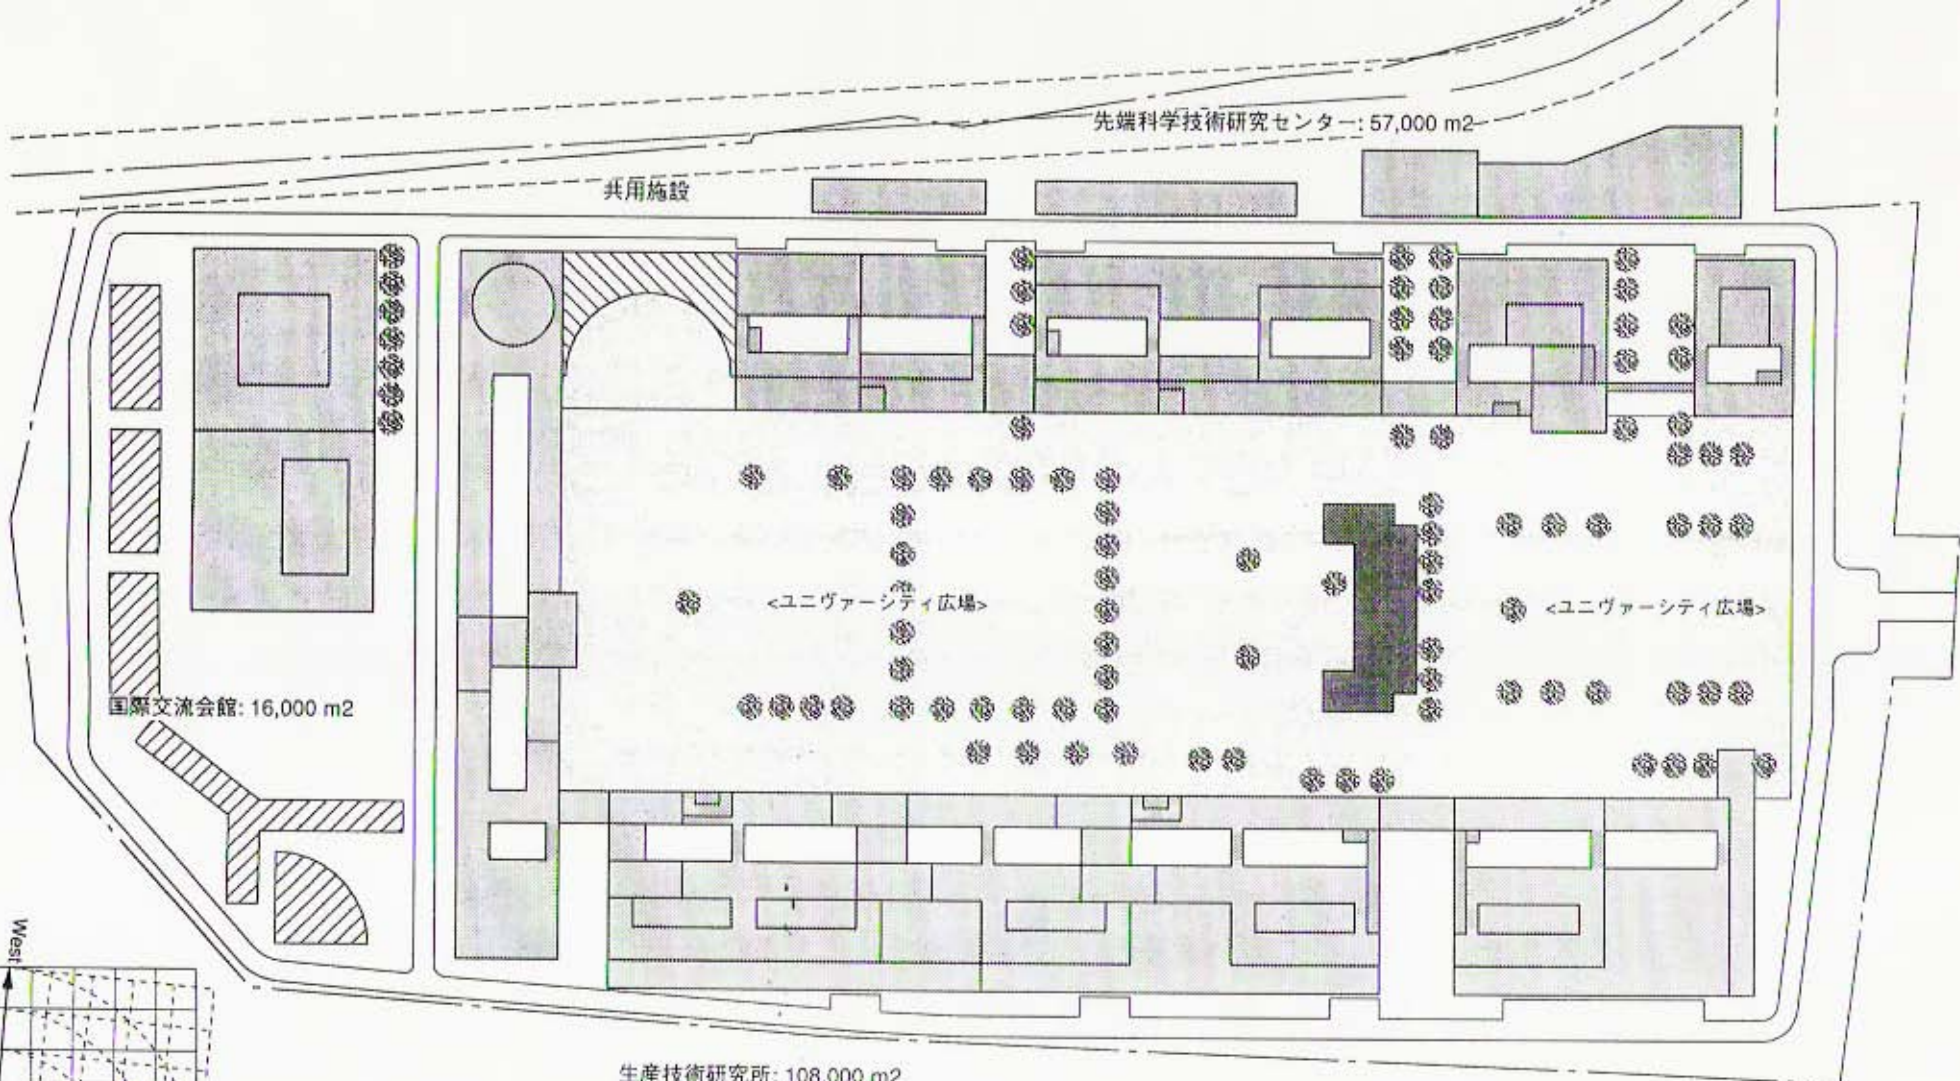 先端科学技術研究センター: 57,000 m2
共用施設
<ユニヴァーシティ広場>
<ユニヴァーシティ広場>
国際交流会館: 16,000 m2
West
生産技術研究所: 108,000 m2